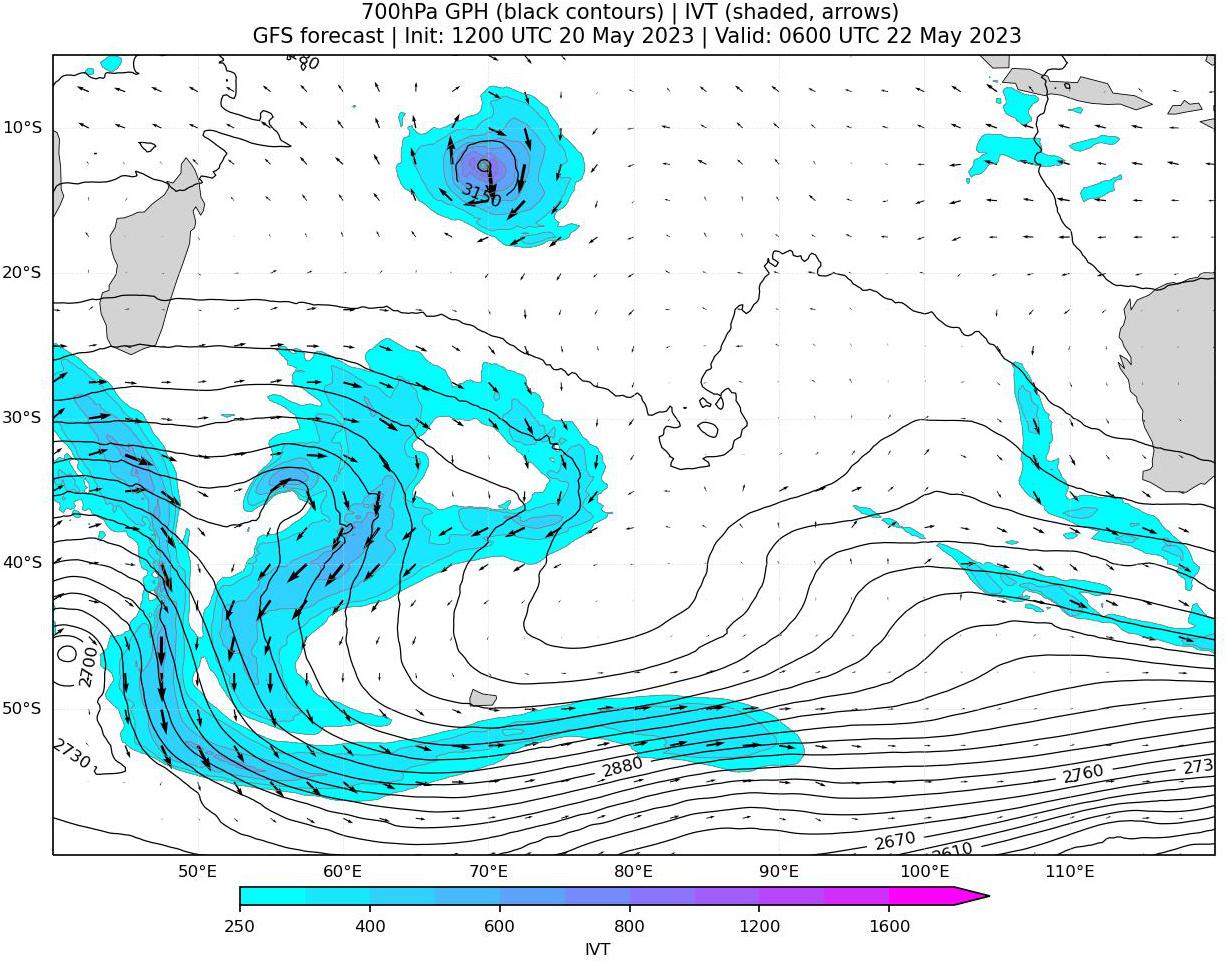 700hPa GPH (black contours) | IVT (shaded, arrows)
GFS forecast | Init: 1200 UTC 20 May 2023 | Valid: 0600 UTC 22 May 2023
10°S
3150
20°S
30°S
40°S
2700
50°S
2730
2880
2760
273
2670
2610
50°E 60°E 70°E 80°E 90°E 100°E 110°E
250 400 600 800 1200 1600
IVT